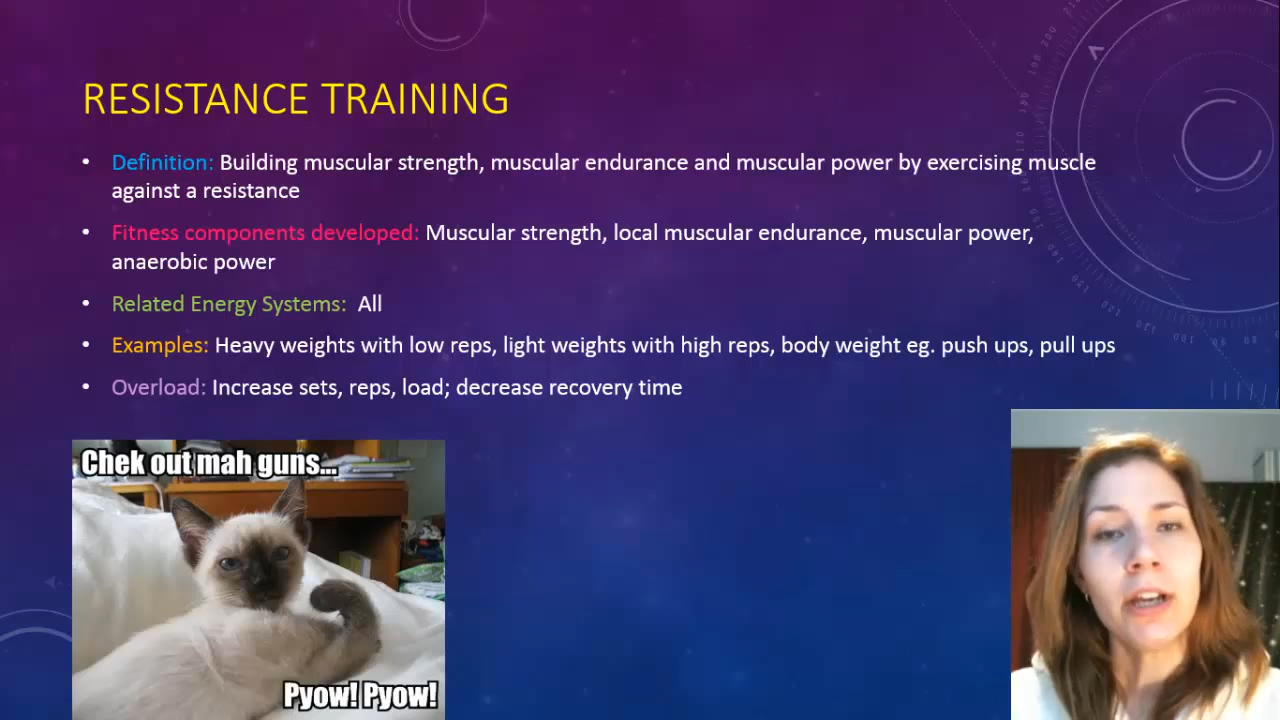 RESISTANCE TRAINING
• Definition: Building muscular strength, muscular endurance and muscular power by exercising muscle
against a resistance
• Fitness components developed: Muscular strength, local muscular endurance, muscular power,
anaerobic power
• Related Energy Systems: All
• Examples: Heavy weights with low reps, light weights with high reps, body weight eg. push ups, pull ups
• Overload: Increase sets, reps, load; decrease recovery time
Chek out mah guns...
Pyow! Pyow!